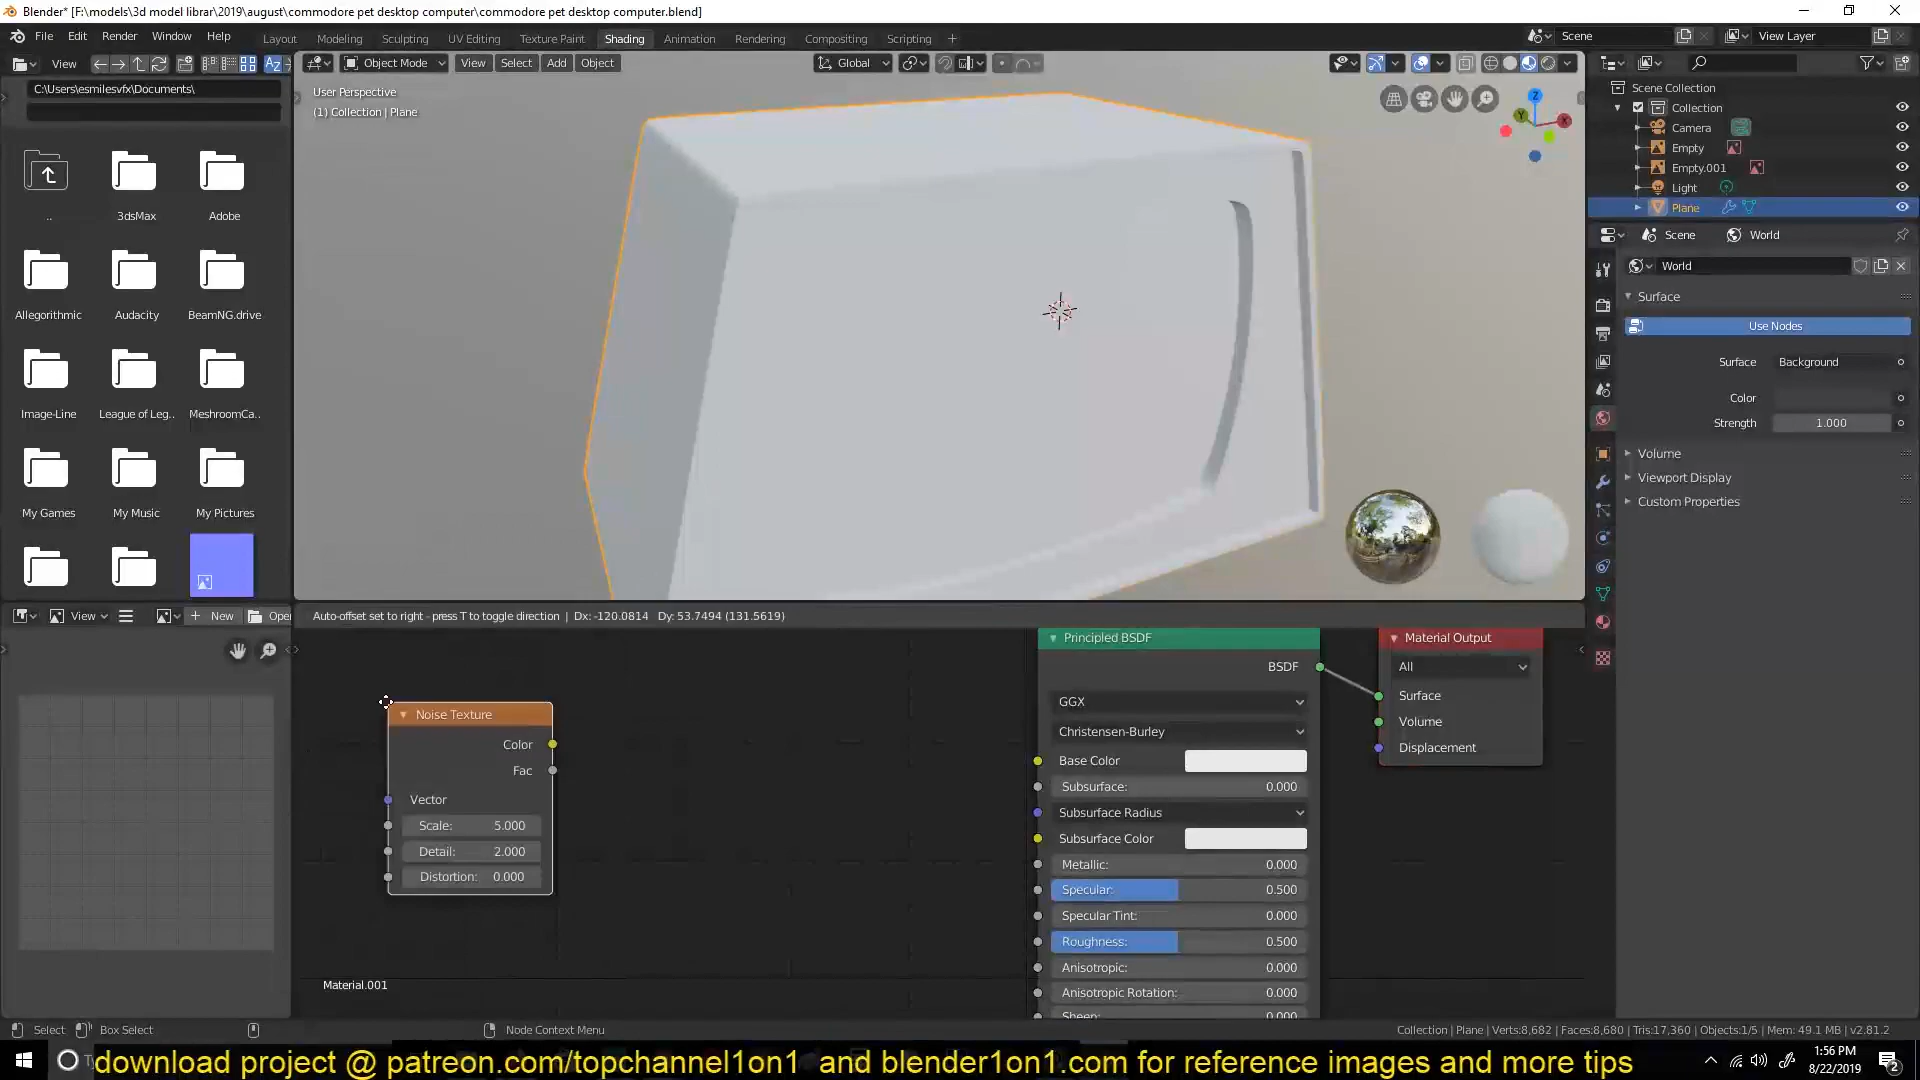 Blender* [F:\models\3d model librar\2019\august\commodore pet desktop computer\commodore pet desktop computer.blend]
File Edit Render Window Help
Layout Modeling Sculpting UV Editing Texture Paint Shading Animation Rendering Compositing Scripting
Scene
View Layer
View
Object Mode View Select Add Object
Global
C:\Users\esmilesvfx\Documents\
User Perspective
(1) Collection | Plane
..
3dsMax
Adobe
Allegorithmic
Audacity
BeamNG.drive
Image-Line
League of Leg..
MeshroomCa..
My Games
My Music
My Pictures
Z
Y
X
Scene Collection
Collection
Camera
Empty
Empty.001
Light
Plane
Scene
World
World
Surface
Use Nodes
Surface
Background
Color
Strength
1.000
Volume
Viewport Display
Custom Properties
View
New
Oper
Auto-offset set to right - press T to toggle direction | Dx: -120.0814 Dy: 53.7494 (131.5619)
Noise Texture
Color
Fac
Vector
Scale: 5.000
Detail: 2.000
Distortion: 0.000
Principled BSDF
BSDF
GGX
Christensen-Burley
Base Color
Subsurface: 0.000
Subsurface Radius
Subsurface Color
Metallic: 0.000
Specular: 0.500
Specular Tint: 0.000
Roughness: 0.500
Anisotropic: 0.000
Anisotropic Rotation: 0.000
Sheen: 0.000
Material Output
All
Surface
Volume
Displacement
Material.001
Select
Box Select
Node Context Menu
Collection | Plane | Verts:8,682 | Faces:8,680 | Tris:17,360 | Objects:1/5 | Mem: 49.1 MB | v2.81.2
download project @ patreon.com/topchannel1on1 and blender1on1.com for reference images and more tips
1:56 PM
8/22/2019
2